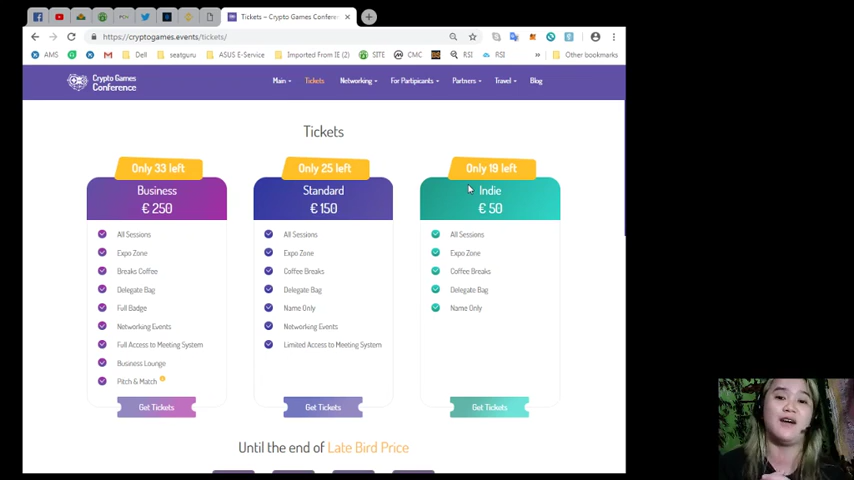 Tickets – Crypto Games Conferen
https://cryptogames.events/tickets/
AMS
Dell
seatguru
ASUS E-Service
Imported From IE (2)
SITE
CMC
RSI
RSI
Other bookmarks
Crypto Games
Conference
Main
Tickets
Networking
For Partipicants
Partners
Travel
Blog
Tickets
Only 33 left
Business
€ 250
All Sessions
Expo Zone
Breaks Coffee
Delegate Bag
Full Badge
Networking Events
Full Access to Meeting System
Business Lounge
Pitch & Match
Get Tickets
Only 25 left
Standard
€ 150
All Sessions
Expo Zone
Coffee Breaks
Delegate Bag
Name Only
Networking Events
Limited Access to Meeting System
Get Tickets
Only 19 left
Indie
€ 50
All Sessions
Expo Zone
Coffee Breaks
Delegate Bag
Name Only
Get Tickets
Until the end of Late Bird Price